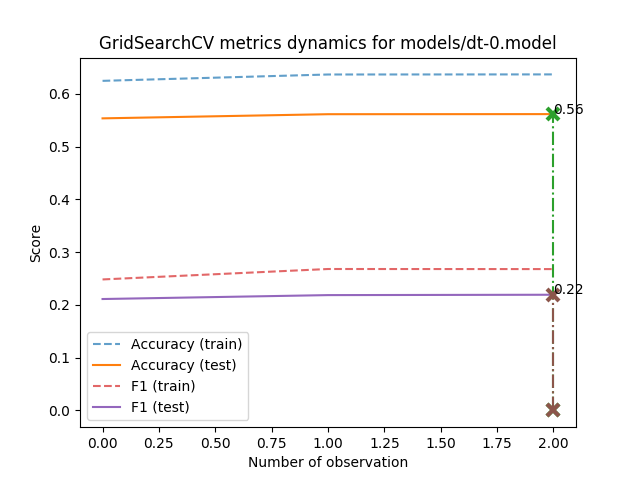 GridSearchCV metrics dynamics for models/dt-0.model
Score
0.6
0.5
0.4
0.3
0.2
0.1
0.0
0.56
0.22
Accuracy (train)
Accuracy (test)
F1 (train)
F1 (test)
0.00 0.25 0.50 0.75 1.00 1.25 1.50 1.75 2.00
Number of observation